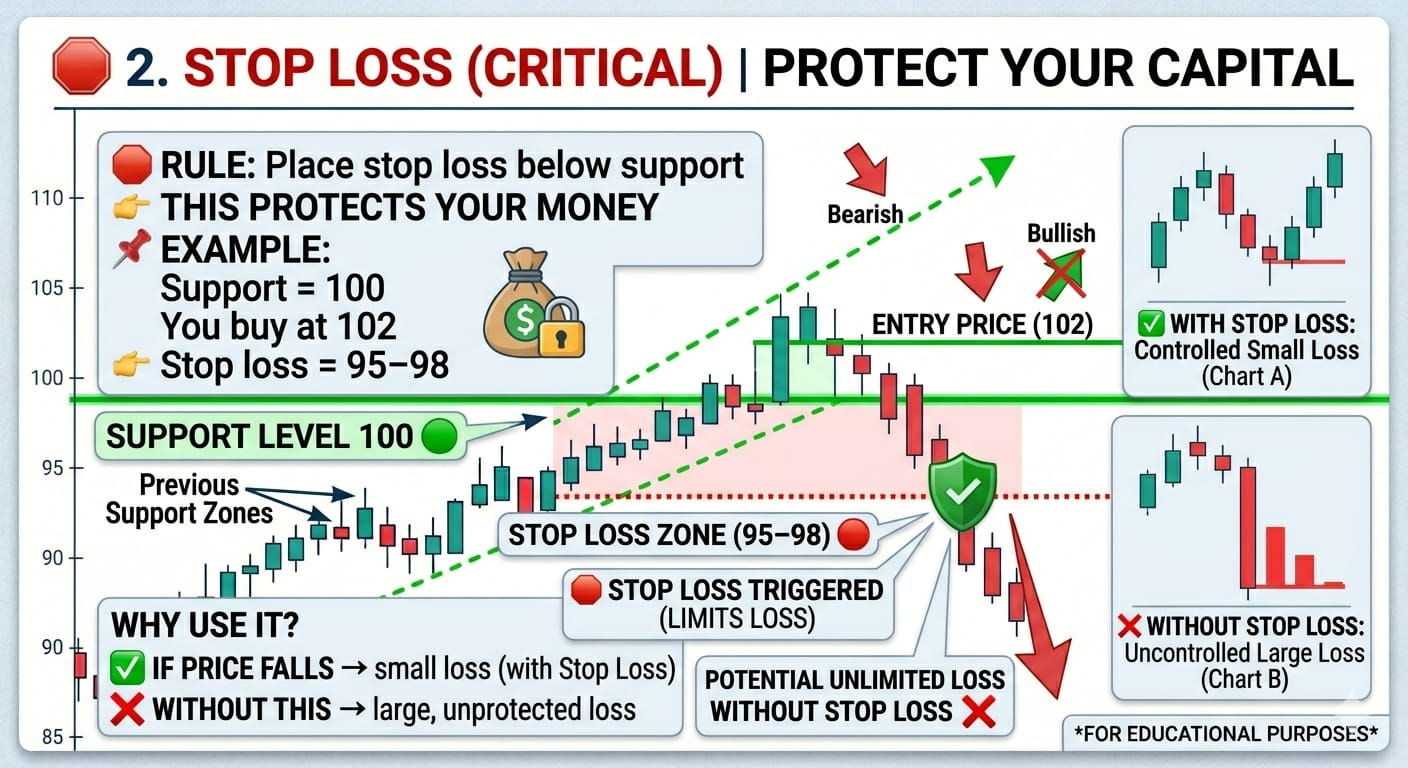 2. STOP LOSS (CRITICAL) | PROTECT YOUR CAPITAL
RULE: Place stop loss below support
THIS PROTECTS YOUR MONEY
EXAMPLE:
Support = 100
You buy at 102
Stop loss = 95–98
$
110
105
100
95
90
90
85
Bearish
Bullish
ENTRY PRICE (102)
SUPPORT LEVEL 100
Previous
Support Zones
STOP LOSS ZONE (95–98)
STOP LOSS TRIGGERED
(LIMITS LOSS)
POTENTIAL UNLIMITED LOSS
WITHOUT STOP LOSS
WHY USE IT?
IF PRICE FALLS → small loss (with Stop Loss)
WITHOUT THIS → large, unprotected loss
WITH STOP LOSS:
Controlled Small Loss
(Chart A)
WITHOUT STOP LOSS:
Uncontrolled Large Loss
(Chart B)
*FOR EDUCATIONAL PURPOSES*